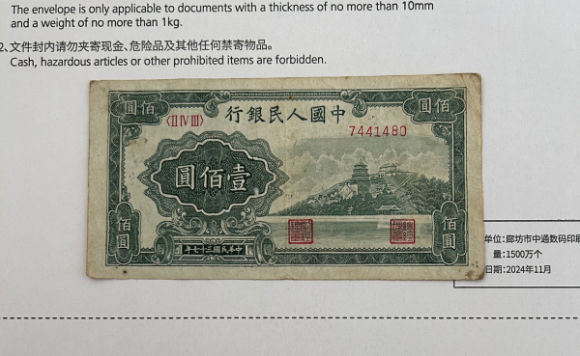 The envelope is only applicable to documents with a thickness of no more than 10mm
and a weight of no more than 1kg.
2、文件封内请勿夹寄现金、危险品及其他任何禁寄物品。
Cash, hazardous articles or other prohibited items are forbidden.
佰圓
佰圓
中國人民銀行
〈II IV III〉
7441480
壹佰圓
佰圓
佰圓
中華民國三十七年
单位:廊坊市中通数码印
量:1500万个
日期:2024年11月